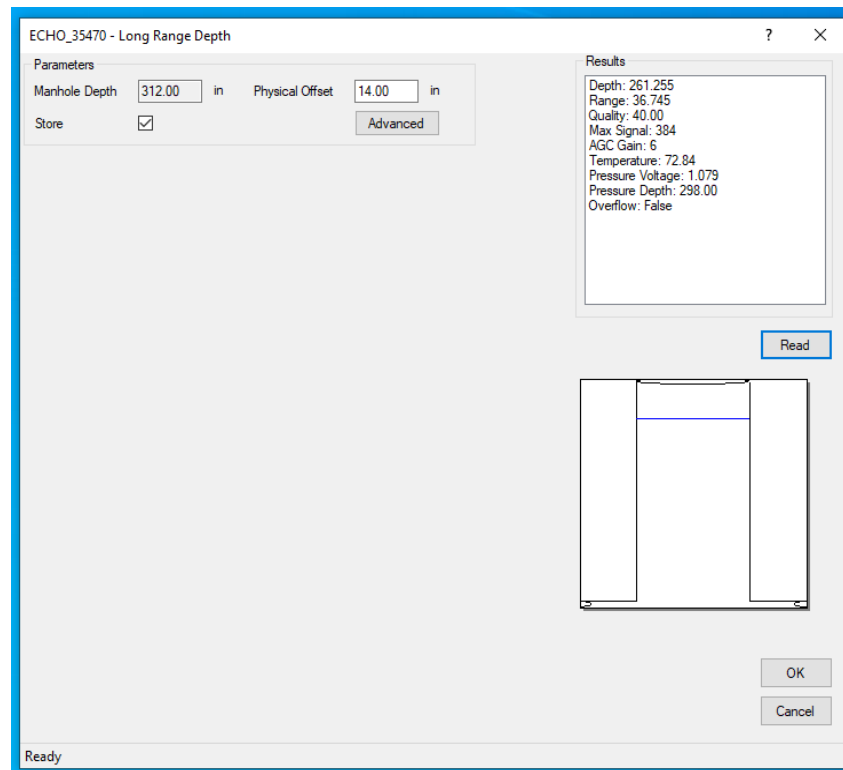 ECHO_35470 - Long Range Depth ? ×
Parameters
Manhole Depth 312.00 in Physical Offset 14.00 in
Store Advanced
Results
Depth: 261.255
Range: 36.745
Quality: 40.00
Max Signal: 384
AGC Gain: 6
Temperature: 72.84
Pressure Voltage: 1.079
Pressure Depth: 298.00
Overflow: False
Read
OK
Cancel
Ready